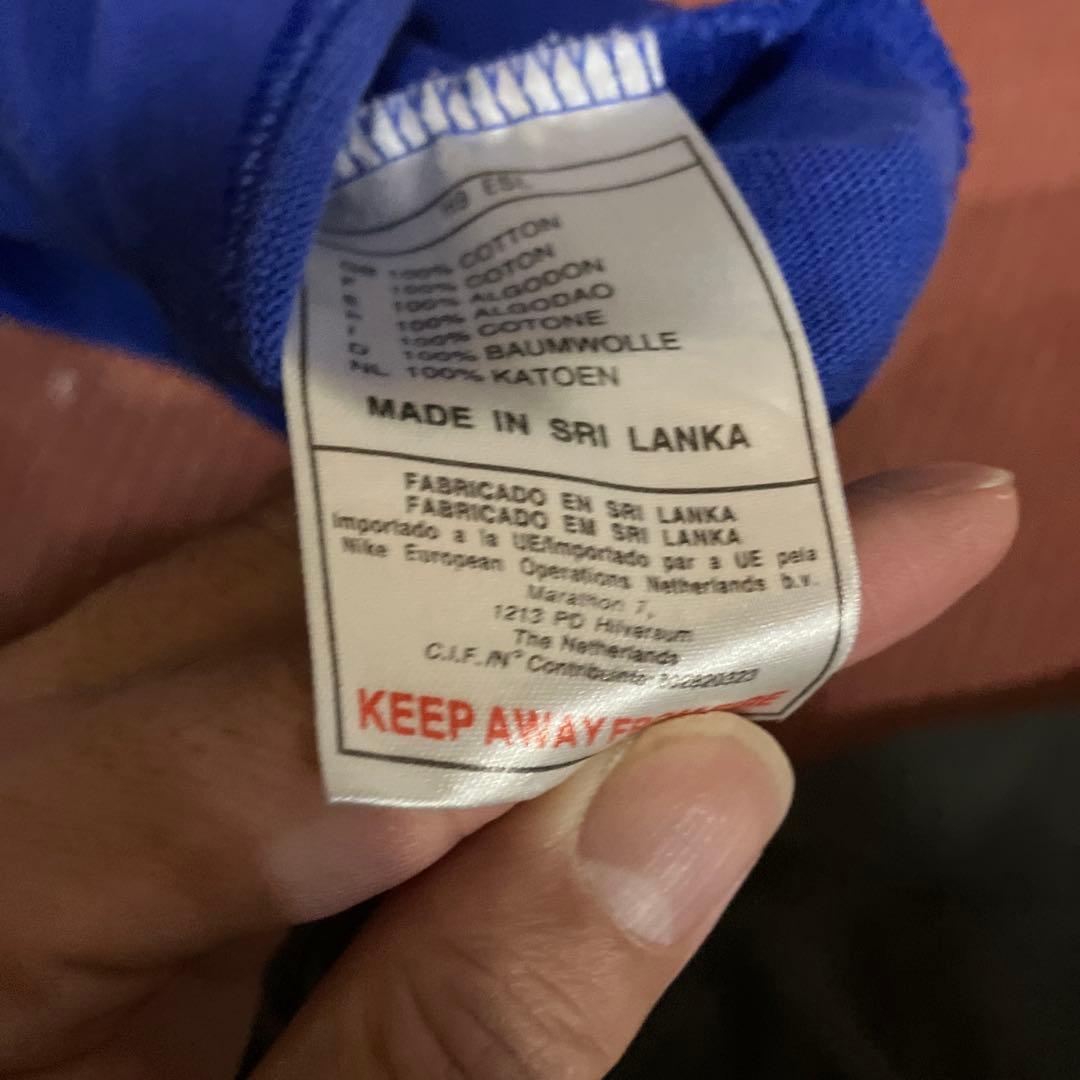 100% COTTON
F 100% COTON
100% ALGODON
100% ALGODAO
100% COTONE
D 100% BAUMWOLLE
NL 100% KATOEN
MADE IN SRI LANKA
FABRICADO EN SRI LANKA
FABRICADO EM SRI LANKA
Importado a la UE/Importado par a UE pela
Nike European Operations Netherlands b.v.
Marathon 7,
1213 PD Hilversum
The Netherlands
C.I.F./N° Contribuinte
KEEP AWAY